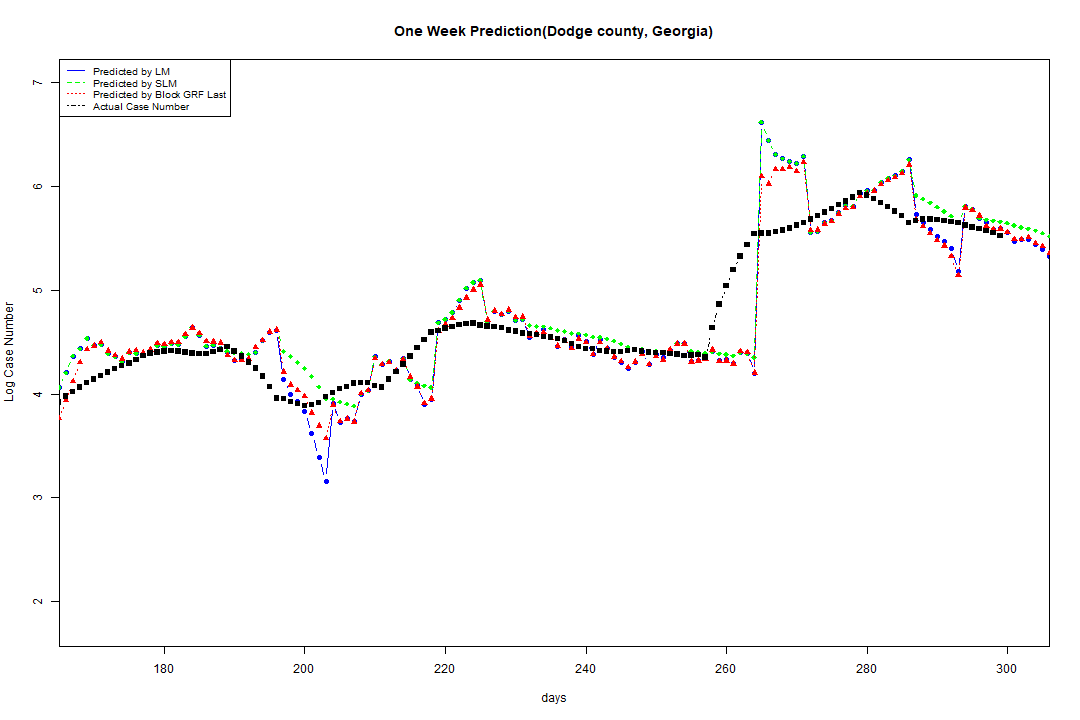 One Week Prediction(Dodge county, Georgia)
Predicted by LM
Predicted by SLM
Predicted by Block GRF Last
Actual Case Number
7
6
5
4
3
2
Log Case Number
180 200 220 240 260 280 300
days